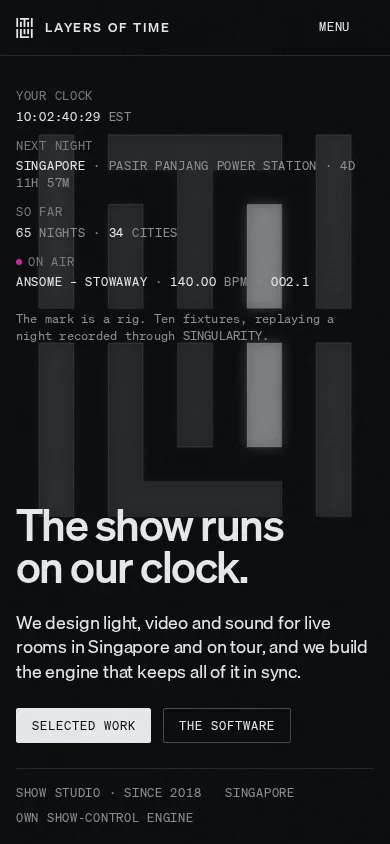 LAYERS OF TIME
MENU
YOUR CLOCK
10:02:40:29 EST
NEXT NIGHT
SINGAPORE · PASIR PANJANG POWER STATION · 4D
11H 57M
SO FAR
65 NIGHTS · 34 CITIES
ON AIR
ANSOME – STOWAWAY · 140.00 BPM · 002.1
The mark is a rig. Ten fixtures, replaying a
night recorded through SINGULARITY.
The show runs
on our clock.
We design light, video and sound for live
rooms in Singapore and on tour, and we build
the engine that keeps all of it in sync.
SELECTED WORK
THE SOFTWARE
SHOW STUDIO · SINCE 2018
SINGAPORE
OWN SHOW-CONTROL ENGINE